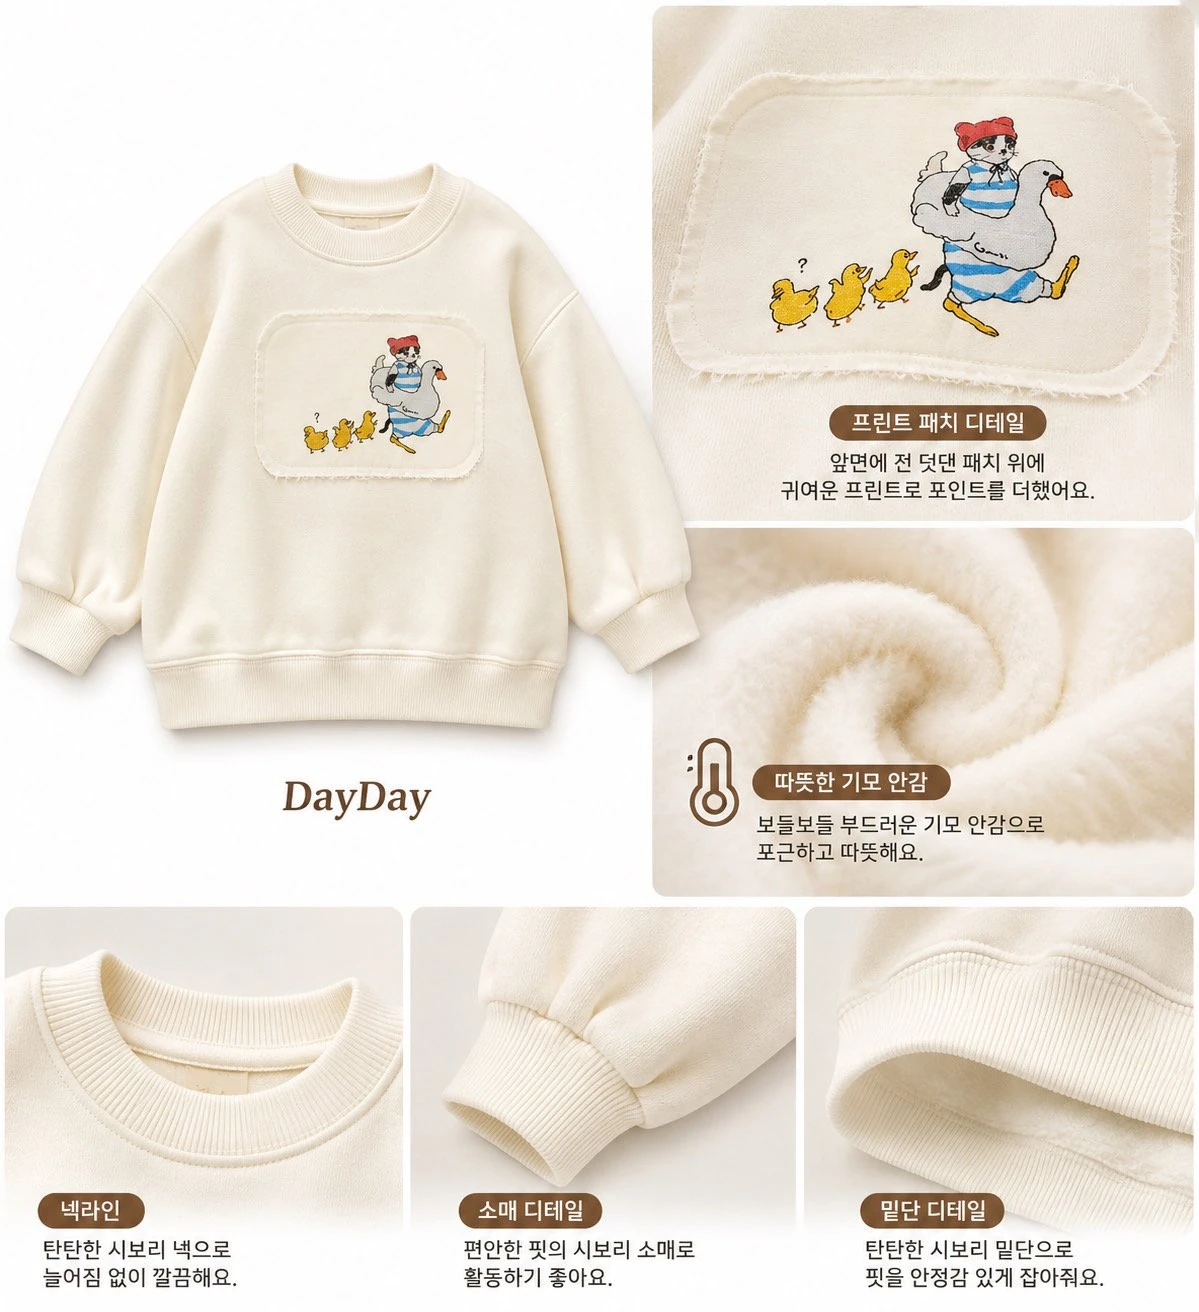 DayDay
?
?
프린트 패치 디테일
앞면에 전 덧댄 패치 위에
귀여운 프린트로 포인트를 더했어요.
따뜻한 기모 안감
보들보들 부드러운 기모 안감으로
포근하고 따뜻해요.
넥라인
탄탄한 시보리 넥으로
늘어짐 없이 깔끔해요.
소매 디테일
편안한 핏의 시보리 소매로
활동하기 좋아요.
밑단 디테일
탄탄한 시보리 밑단으로
핏을 안정감 있게 잡아줘요.